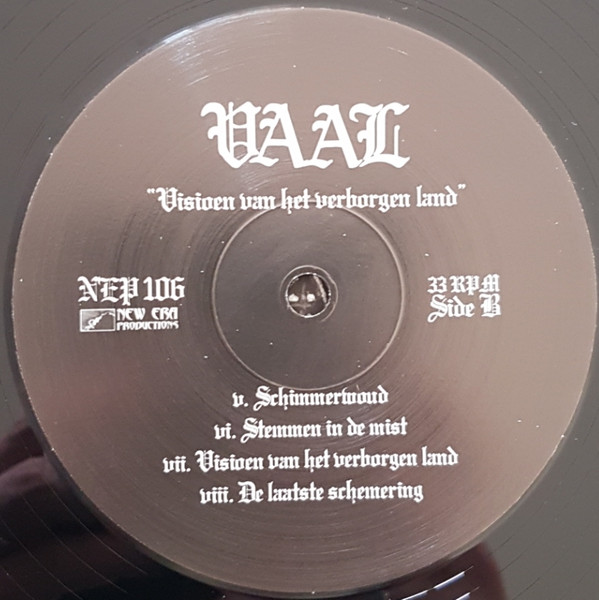 VAAL
"Visioen van het verborgen land"
NEP 106
NEW ERA
PRODUCTIONS
33 RPM
Side B
v. Schimmerwoud
vi. Stemmen in de mist
vii. Visioen van het verborgen land
viii. De laatste schemering